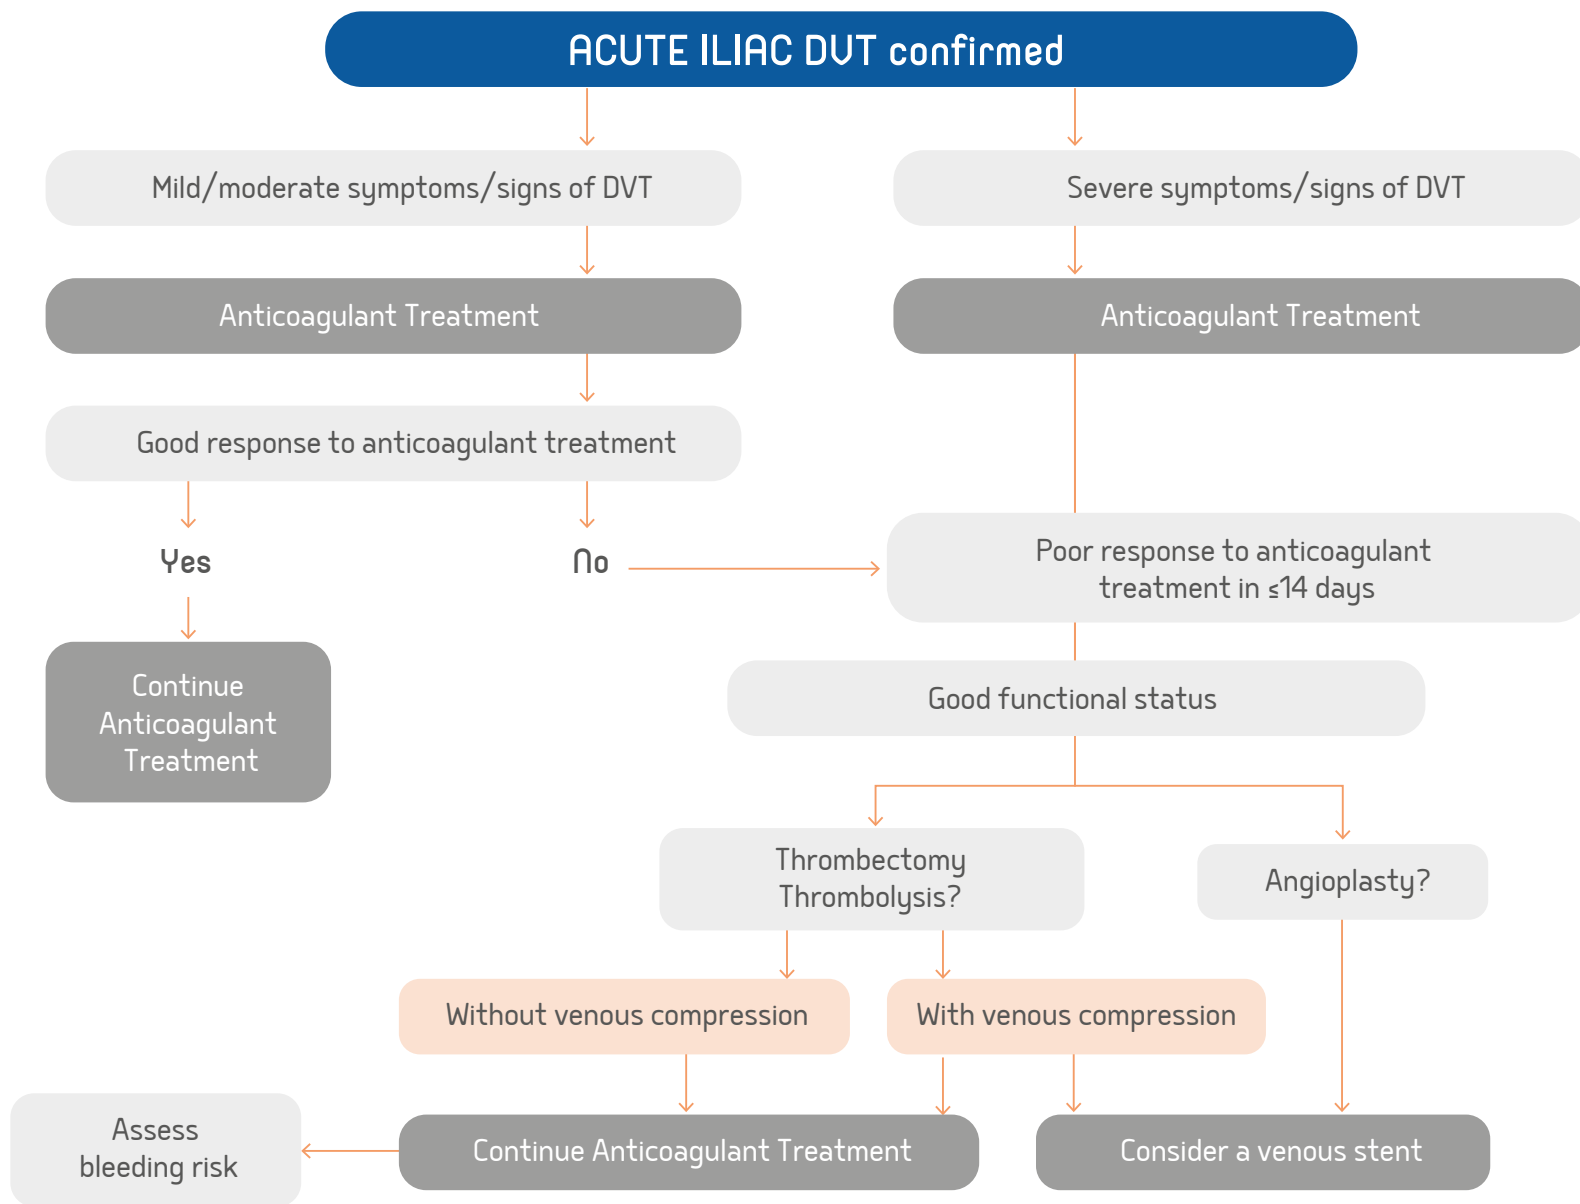 ACUTE ILIAC DVT confirmed
Mild/moderate symptoms/signs of DVT
Severe symptoms/signs of DVT
Anticoagulant Treatment
Anticoagulant Treatment
Good response to anticoagulant treatment
Yes
No
Poor response to anticoagulant
treatment in ≤14 days
Continue
Anticoagulant
Treatment
Good functional status
Thrombectomy
Thrombolysis?
Angioplasty?
Without venous compression
With venous compression
Assess
bleeding risk
Continue Anticoagulant Treatment
Consider a venous stent